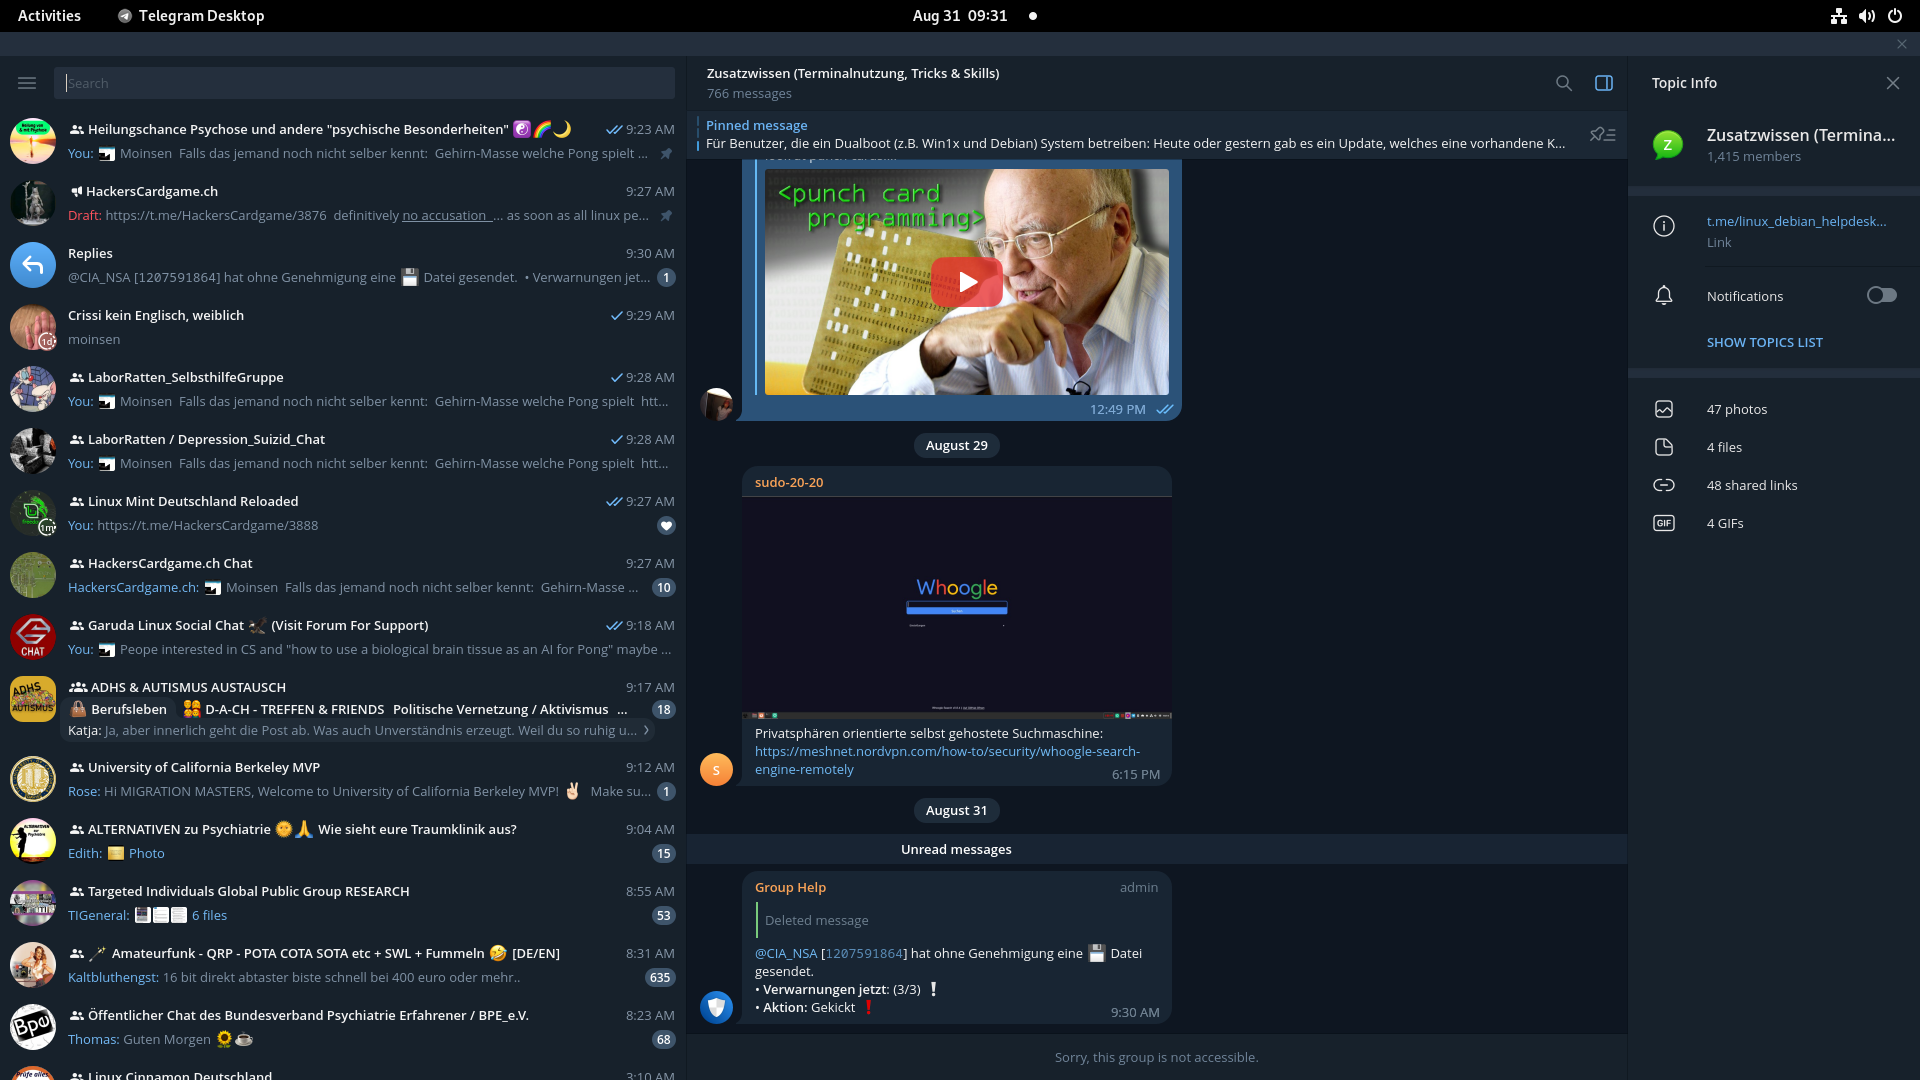 Activities
Telegram Desktop
Aug 31 09:31
Search
Heilungschance Psychose und andere "psychische Besonderheiten" 9:23 AM
You: Moinsen Falls das jemand noch nicht selber kennt: Gehirn-Masse welche Pong spielt ...
HackersCardgame.ch 9:27 AM
Draft: https://t.me/HackersCardgame/3876 definitively no accusation ... as soon as all linux pe...
Replies 9:30 AM
@CIA_NSA [1207591864] hat ohne Genehmigung eine 💾 Datei gesendet. • Verwarnungen jet... 1
Crissi kein Englisch, weiblich 9:29 AM
moinsen
1d
LaborRatten_SelbsthilfeGruppe 9:28 AM
You: Moinsen Falls das jemand noch nicht selber kennt: Gehirn-Masse welche Pong spielt htt...
LaborRatten / Depression_Suizid_Chat 9:28 AM
You: Moinsen Falls das jemand noch nicht selber kennt: Gehirn-Masse welche Pong spielt htt...
Linux Mint Deutschland Reloaded 9:27 AM
You: https://t.me/HackersCardgame/3888
1m
HackersCardgame.ch Chat 9:27 AM
HackersCardgame.ch: Moinsen Falls das jemand noch nicht selber kennt: Gehirn-Masse ... 10
Garuda Linux Social Chat (Visit Forum For Support) 9:18 AM
You: Peope interested in CS and "how to use a biological brain tissue as an AI for Pong" maybe ...
CHAT
ADHS & AUTISMUS AUSTAUSCH 9:17 AM
Berufsleben D-A-CH - TREFFEN & FRIENDS Politische Vernetzung / Aktivismus ... 18
Katja: Ja, aber innerlich geht die Post ab. Was auch Unverständnis erzeugt. Weil du so ruhig u...
ADHS
AUTISMUS
University of California Berkeley MVP 9:12 AM
Rose: Hi MIGRATION MASTERS, Welcome to University of California Berkeley MVP! ✌🏻 Make su... 1
ALTERNATIVEN zu Psychiatrie 🌞🙏 Wie sieht eure Traumklinik aus? 9:04 AM
Edith: Photo 15
Targeted Individuals Global Public Group RESEARCH 8:55 AM
TIGeneral: 6 files 53
Amateurfunk - QRP - POTA COTA SOTA etc + SWL + Fummeln 🤣 [DE/EN] 8:31 AM
Kaltbluthengst: 16 bit direkt abtaster biste schnell bei 400 euro oder mehr.. 635
Öffentlicher Chat des Bundesverband Psychiatrie Erfahrener / BPE_e.V. 8:23 AM
Thomas: Guten Morgen 🌻☕ 68
Bpe
Linux Cinnamon Deutschland 3:10 AM
Zusatzwissen (Terminalnutzung, Tricks & Skills)
766 messages
Pinned message
Für Benutzer, die ein Dualboot (z.B. Win1x und Debian) System betreiben: Heute oder gestern gab es ein Update, welches eine vorhandene K...
<punch card
programming>
12:49 PM
August 29
sudo-20-20
Whoogle
Privatsphären orientierte selbst gehostete Suchmaschine:
https://meshnet.nordvpn.com/how-to/security/whoogle-search-
engine-remotely
6:15 PM
S
August 31
Unread messages
Group Help admin
Deleted message
@CIA_NSA [1207591864] hat ohne Genehmigung eine 💾 Datei
gesendet.
• Verwarnungen jetzt: (3/3) ❕
• Aktion: Gekickt ❗
9:30 AM
Sorry, this group is not accessible.
Topic Info
Z
Zusatzwissen (Termina...
1,415 members
t.me/linux_debian_helpdesk...
Link
Notifications
SHOW TOPICS LIST
47 photos
4 files
48 shared links
GIF
4 GIFs